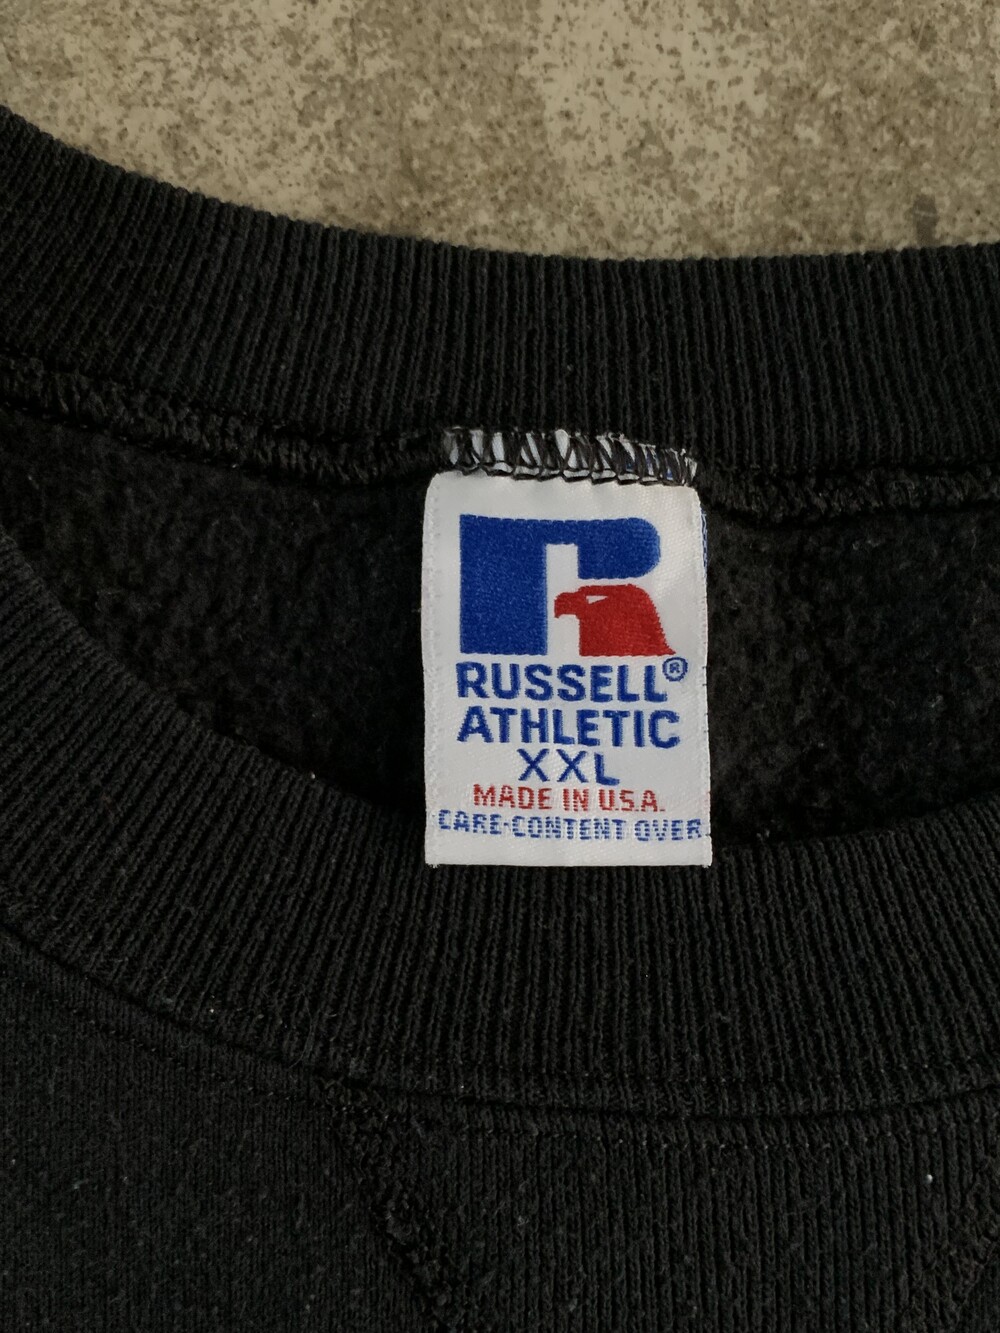 R
RUSSELL®
ATHLETIC
XXL
MADE IN U.S.A.
CARE-CONTENT OVER